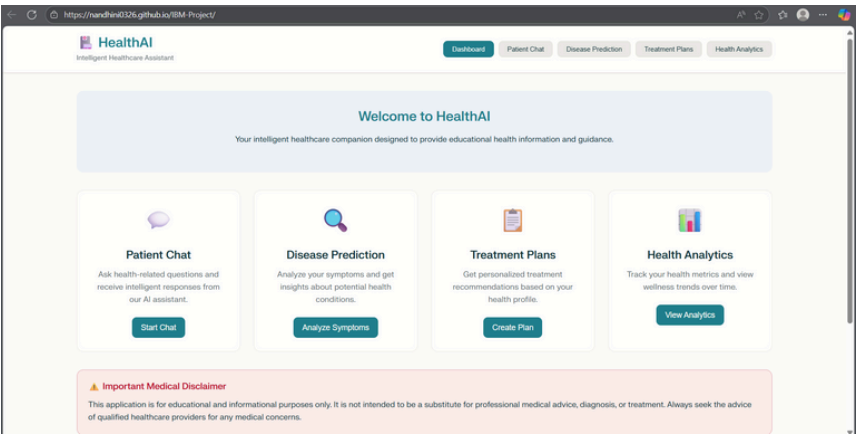 https://nandhini0326.github.io/IBM-Project/
HealthAI
Intelligent Healthcare Assistant
Dashboard Patient Chat Disease Prediction Treatment Plans Health Analytics
Welcome to HealthAI
Your intelligent healthcare companion designed to provide educational health information and guidance.
Patient Chat
Ask health-related questions and
receive intelligent responses from
our AI assistant.
Start Chat
Disease Prediction
Analyze your symptoms and get
insights about potential health
conditions.
Analyze Symptoms
Treatment Plans
Get personalized treatment
recommendations based on your
health profile.
Create Plan
Health Analytics
Track your health metrics and view
wellness trends over time.
View Analytics
Important Medical Disclaimer
This application is for educational and informational purposes only. It is not intended to be a substitute for professional medical advice, diagnosis, or treatment. Always seek the advice
of qualified healthcare providers for any medical concerns.